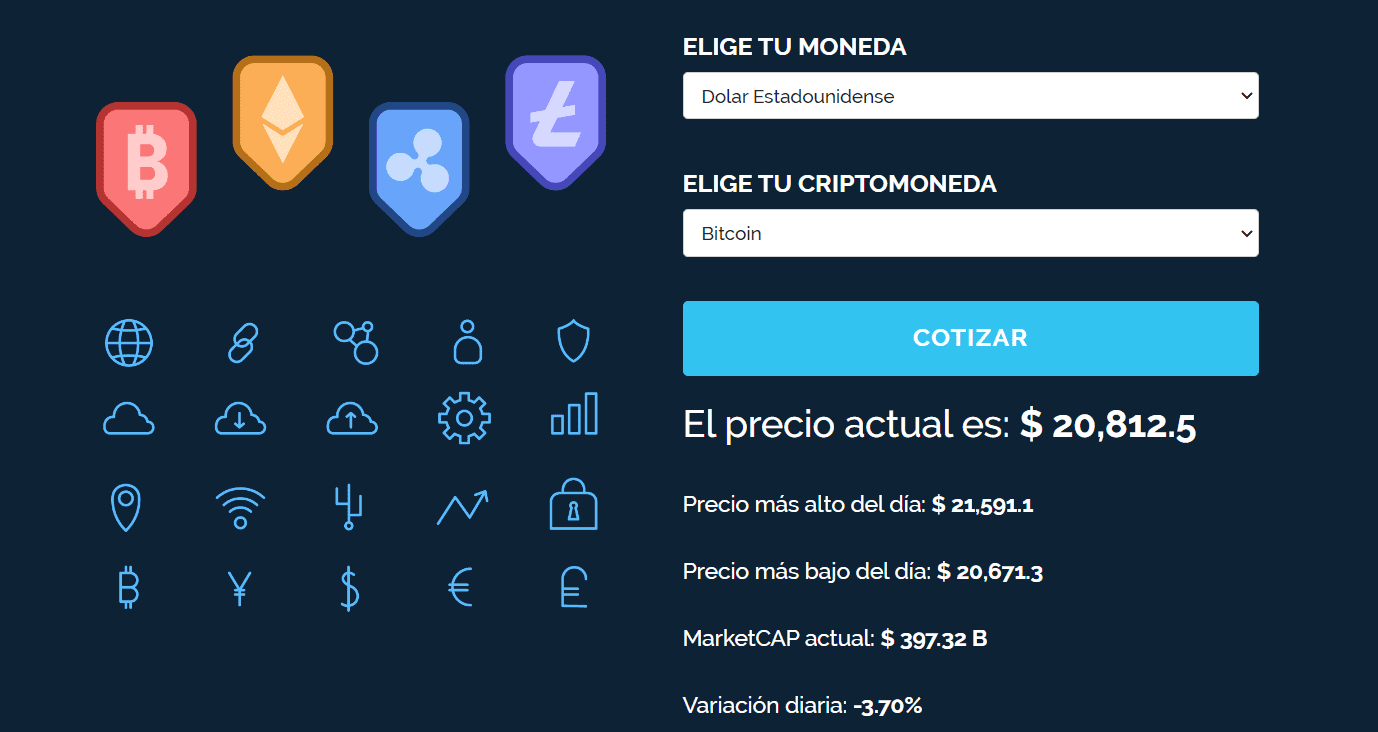 ELIGE TU MONEDA
Dolar Estadounidense
ELIGE TU CRIPTOMONEDA
Bitcoin
COTIZAR
El precio actual es: $ 20,812.5
Precio más alto del día: $ 21,591.1
Precio más bajo del día: $ 20,671.3
MarketCAP actual: $ 397.32 B
Variación diaria: -3.70%